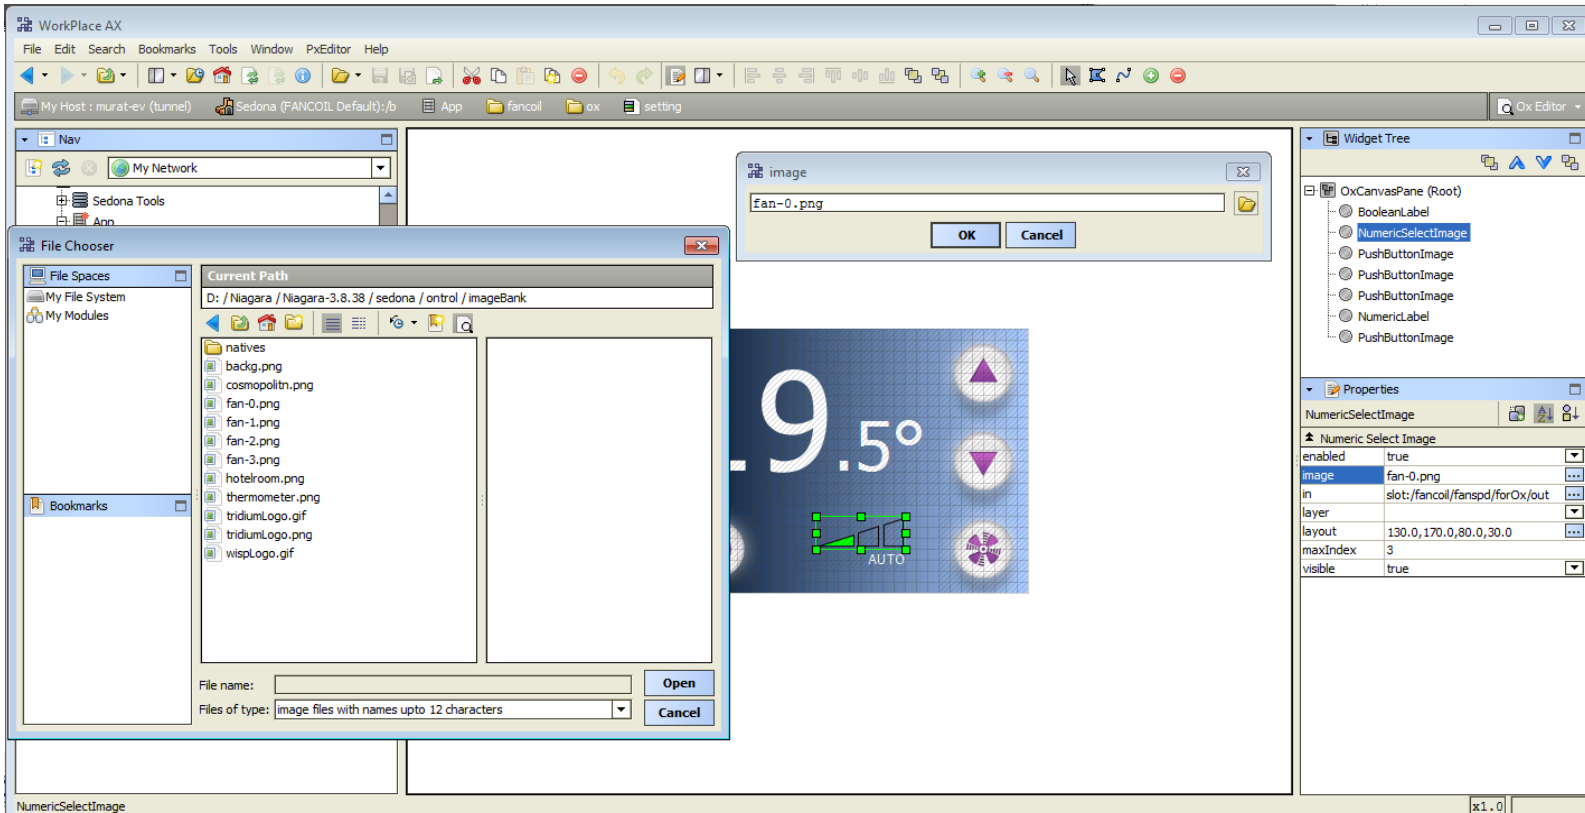 WorkPlace AX
File Edit Search Bookmarks Tools Window PxEditor Help
My Host : murat-ev (tunnel) Sedona (FANCOIL Default):/b App fancoil ox setting Ox Editor
Nav
My Network
Sedona Tools
App
File Chooser
File Spaces
My File System
My Modules
Bookmarks
Current Path
D: / Niagara / Niagara-3.8.38 / sedona / ontrol / imageBank
natives
backg.png
cosmopolitn.png
fan-0.png
fan-1.png
fan-2.png
fan-3.png
hotelroom.png
thermometer.png
tridiumLogo.gif
tridiumLogo.png
wispLogo.gif
File name:
Open
Files of type: image files with names upto 12 characters
Cancel
image
fan-0.png
OK Cancel
9.5°
AUTO
Widget Tree
OxCanvasPane (Root)
BooleanLabel
NumericSelectImage
PushButtonImage
PushButtonImage
PushButtonImage
NumericLabel
PushButtonImage
Properties
NumericSelectImage
Numeric Select Image
enabled true
image fan-0.png
in slot:/fancoil/fanspd/forOx/out
layer
layout 130.0,170.0,80.0,30.0
maxIndex 3
visible true
NumericSelectImage
x1.0